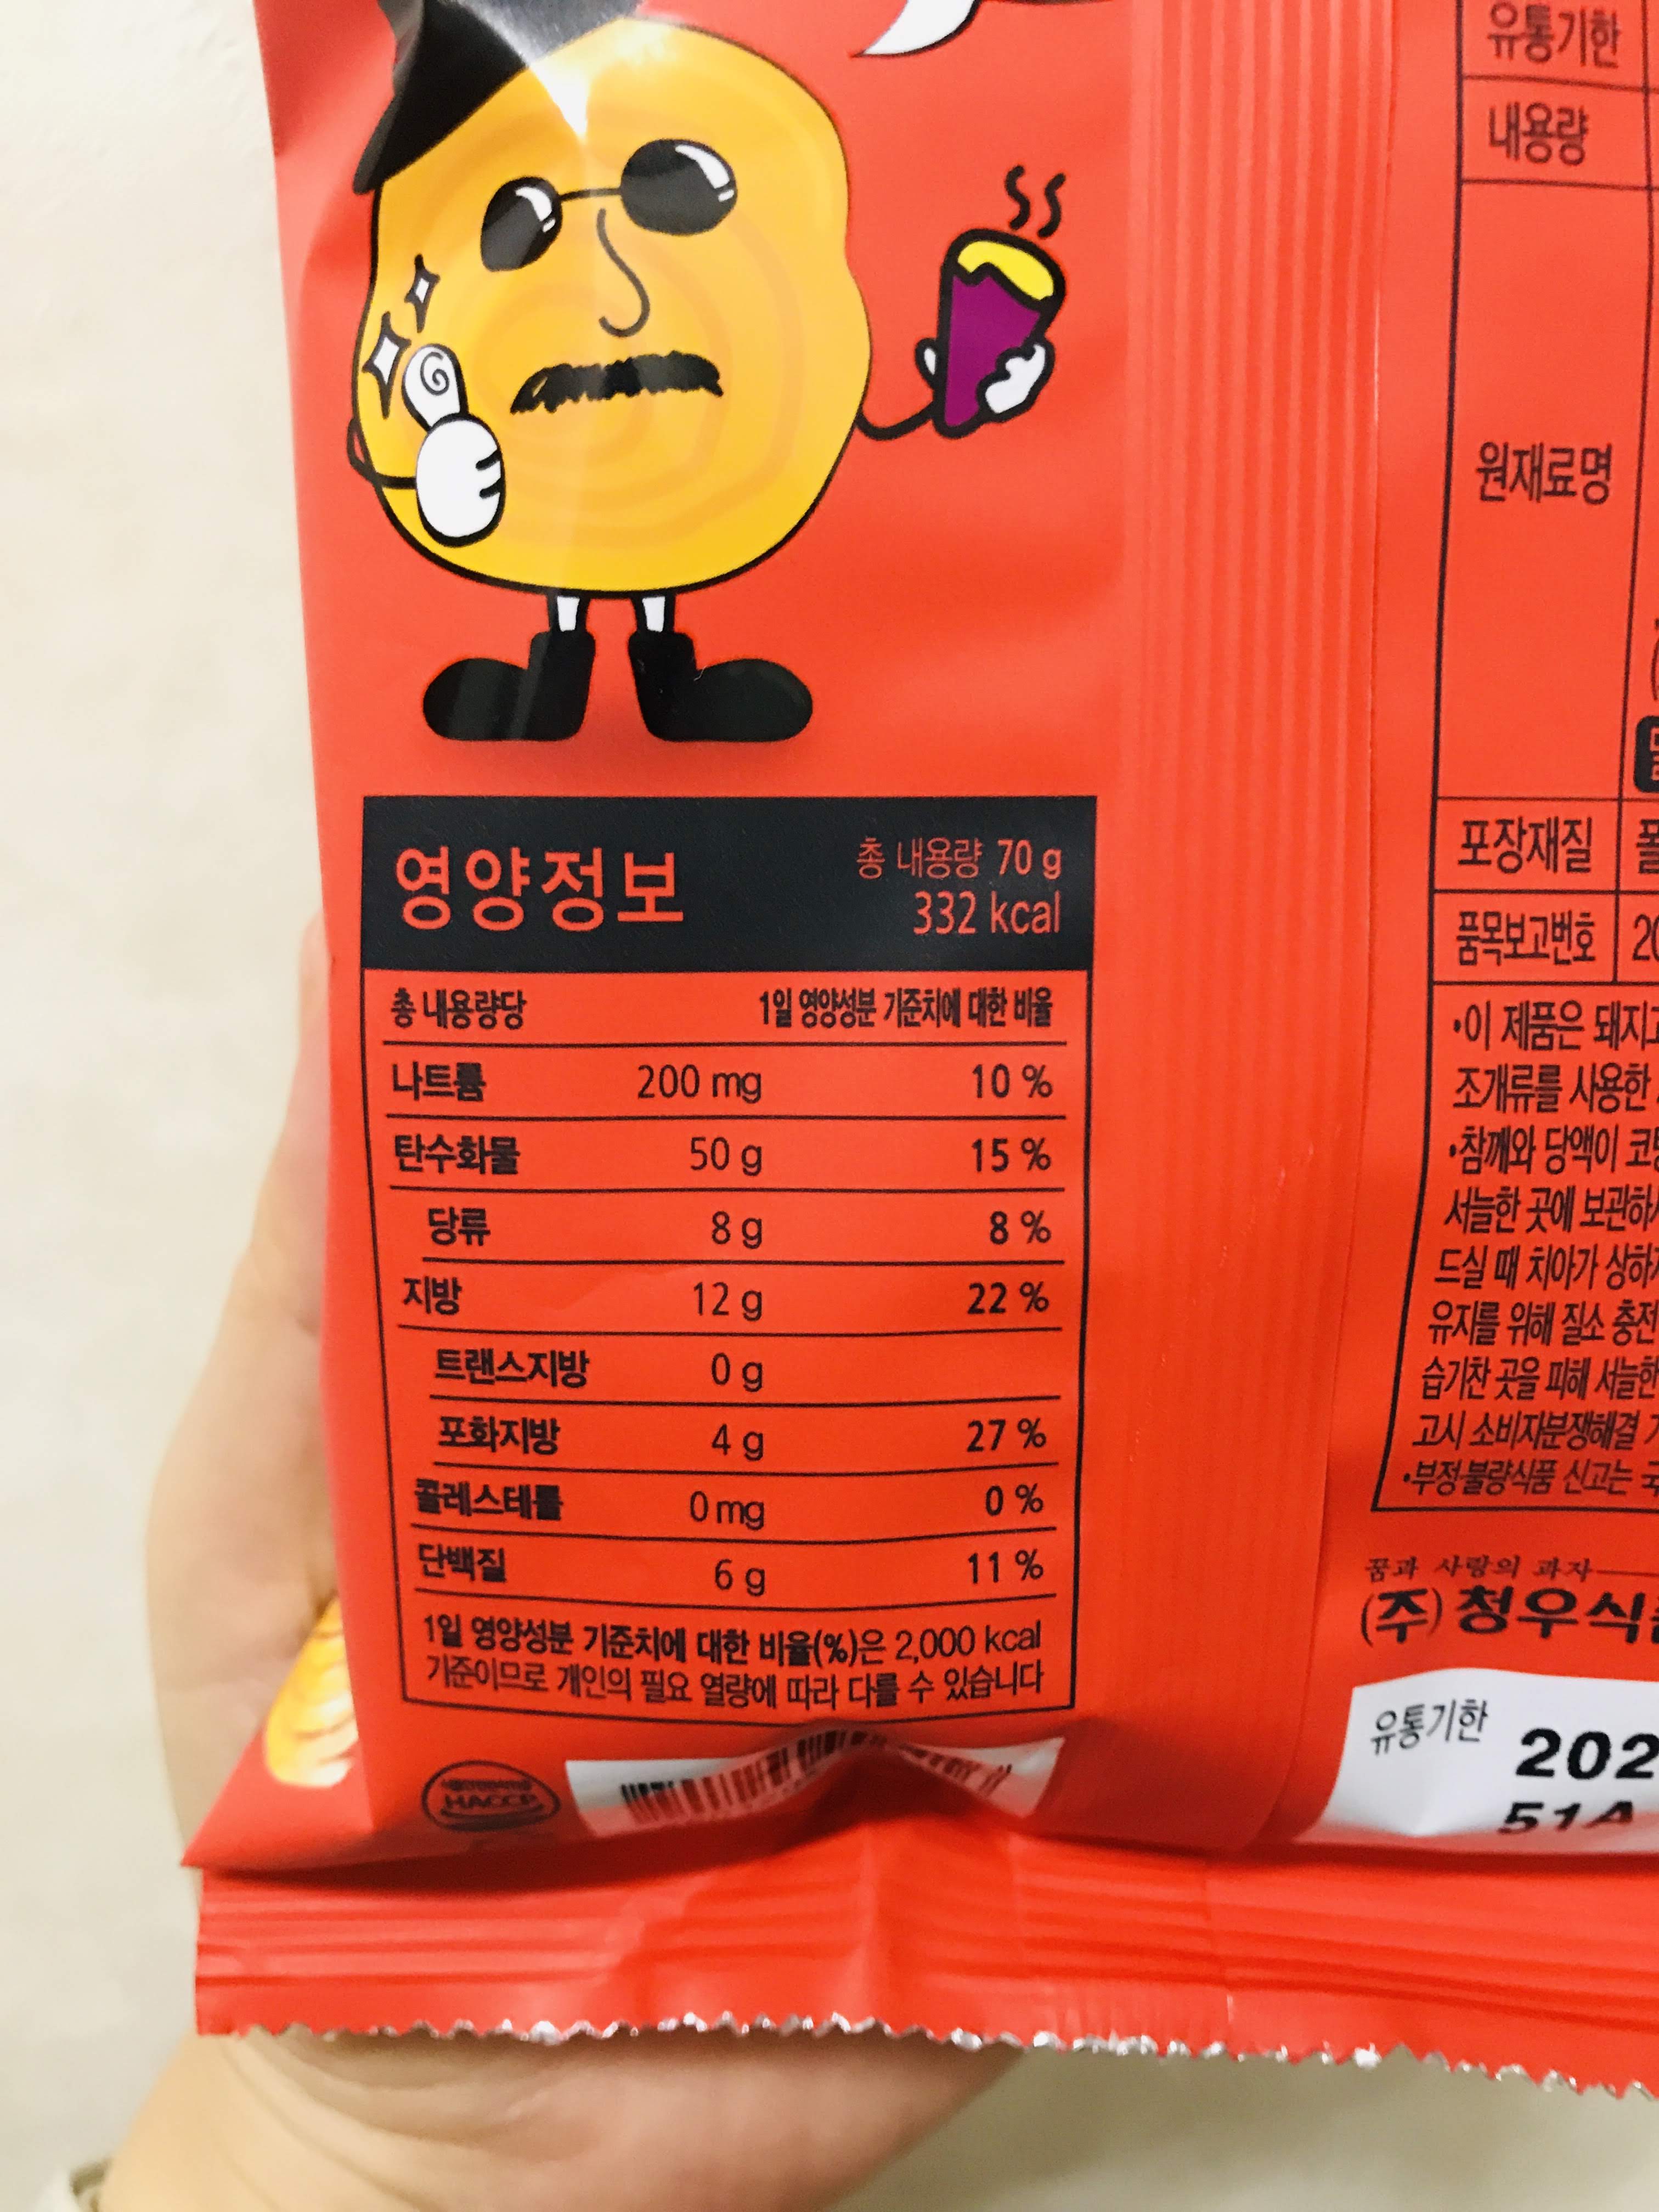 영양정보
총 내용량 70 g
332 kcal
총 내용량당 1일 영양성분 기준치에 대한 비율
나트륨 200 mg 10 %
탄수화물 50 g 15 %
당류 8 g 8 %
지방 12 g 22 %
트랜스지방 0 g
포화지방 4 g 27 %
콜레스테롤 0 mg 0 %
단백질 6 g 11 %
1일 영양성분 기준치에 대한 비율(%)은 2,000 kcal
기준이므로 개인의 필요 열량에 따라 다를 수 있습니다
HACCP
유통기한
내용량
원재료명
포장재질 폴
품목보고번호 20
•이 제품은 돼지고
조개류를 사용한
•참깨와 당액이 코팅
서늘한 곳에 보관하
드실 때 치아가 상하
유지를 위해 질소 충전
습기찬 곳을 피해 서늘한
고시 소비자분쟁해결
•부정·불량식품 신고는 국
꿈과 사랑의 과자
(주)청우식품
유통기한 202
51A